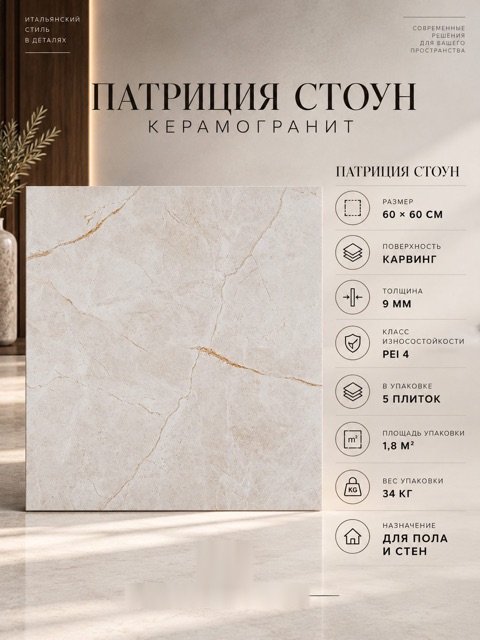 ИТАЛЬЯНСКИЙ
СТИЛЬ
В ДЕТАЛЯХ
СОВРЕМЕННЫЕ
РЕШЕНИЯ
ДЛЯ ВАШЕГО
ПРОСТРАНСТВА
ПАТРИЦИЯ СТОУН
КЕРАМОГРАНИТ
ПАТРИЦИЯ СТОУН
РАЗМЕР
60 × 60 СМ
ПОВЕРХНОСТЬ
КАРВИНГ
ТОЛЩИНА
9 ММ
КЛАСС
ИЗНОСОСТОЙКОСТИ
PEI 4
В УПАКОВКЕ
5 ПЛИТОК
m²
ПЛОЩАДЬ УПАКОВКИ
1,8 М²
KG
ВЕС УПАКОВКИ
34 КГ
НАЗНАЧЕНИЕ
ДЛЯ ПОЛА
И СТЕН